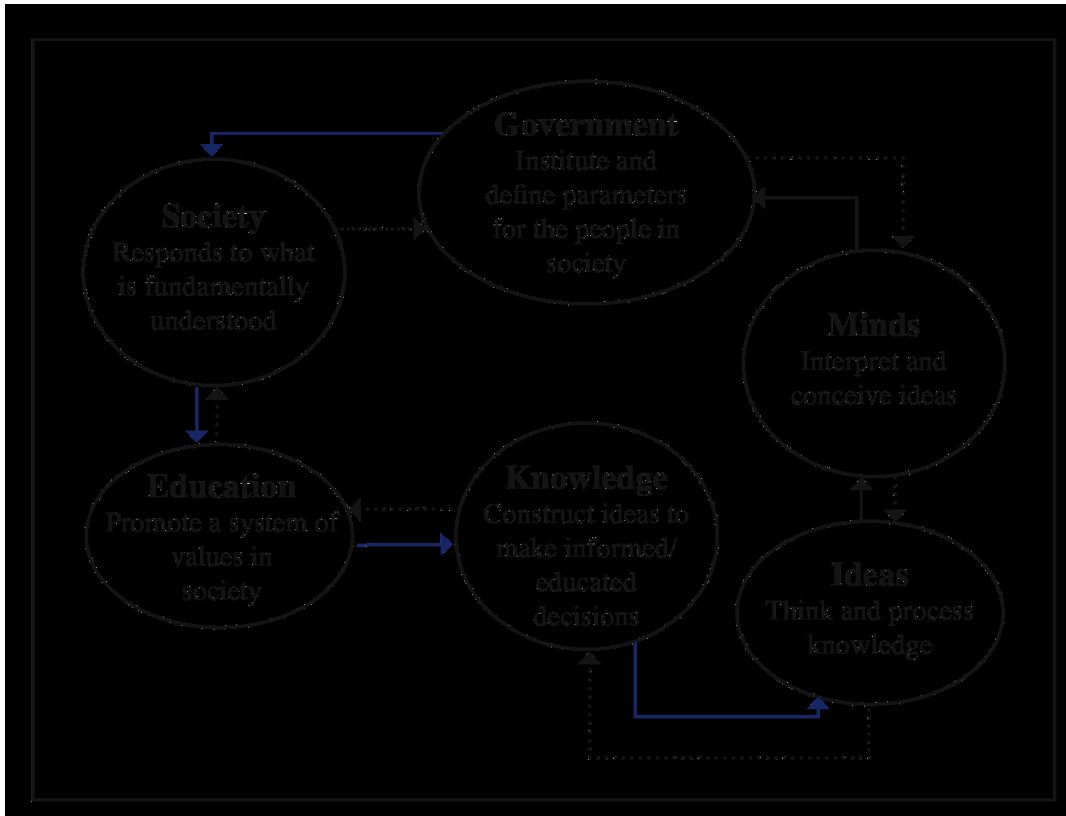 Government
Institute and
define parameters
for the people in
society
Society
Responds to what
is fundamentally
understood
Minds
Interpret and
conceive ideas
Education
Promote a system of
values in
society
Knowledge
Construct ideas to
make informed/
educated
decisions
Ideas
Think and process
knowledge